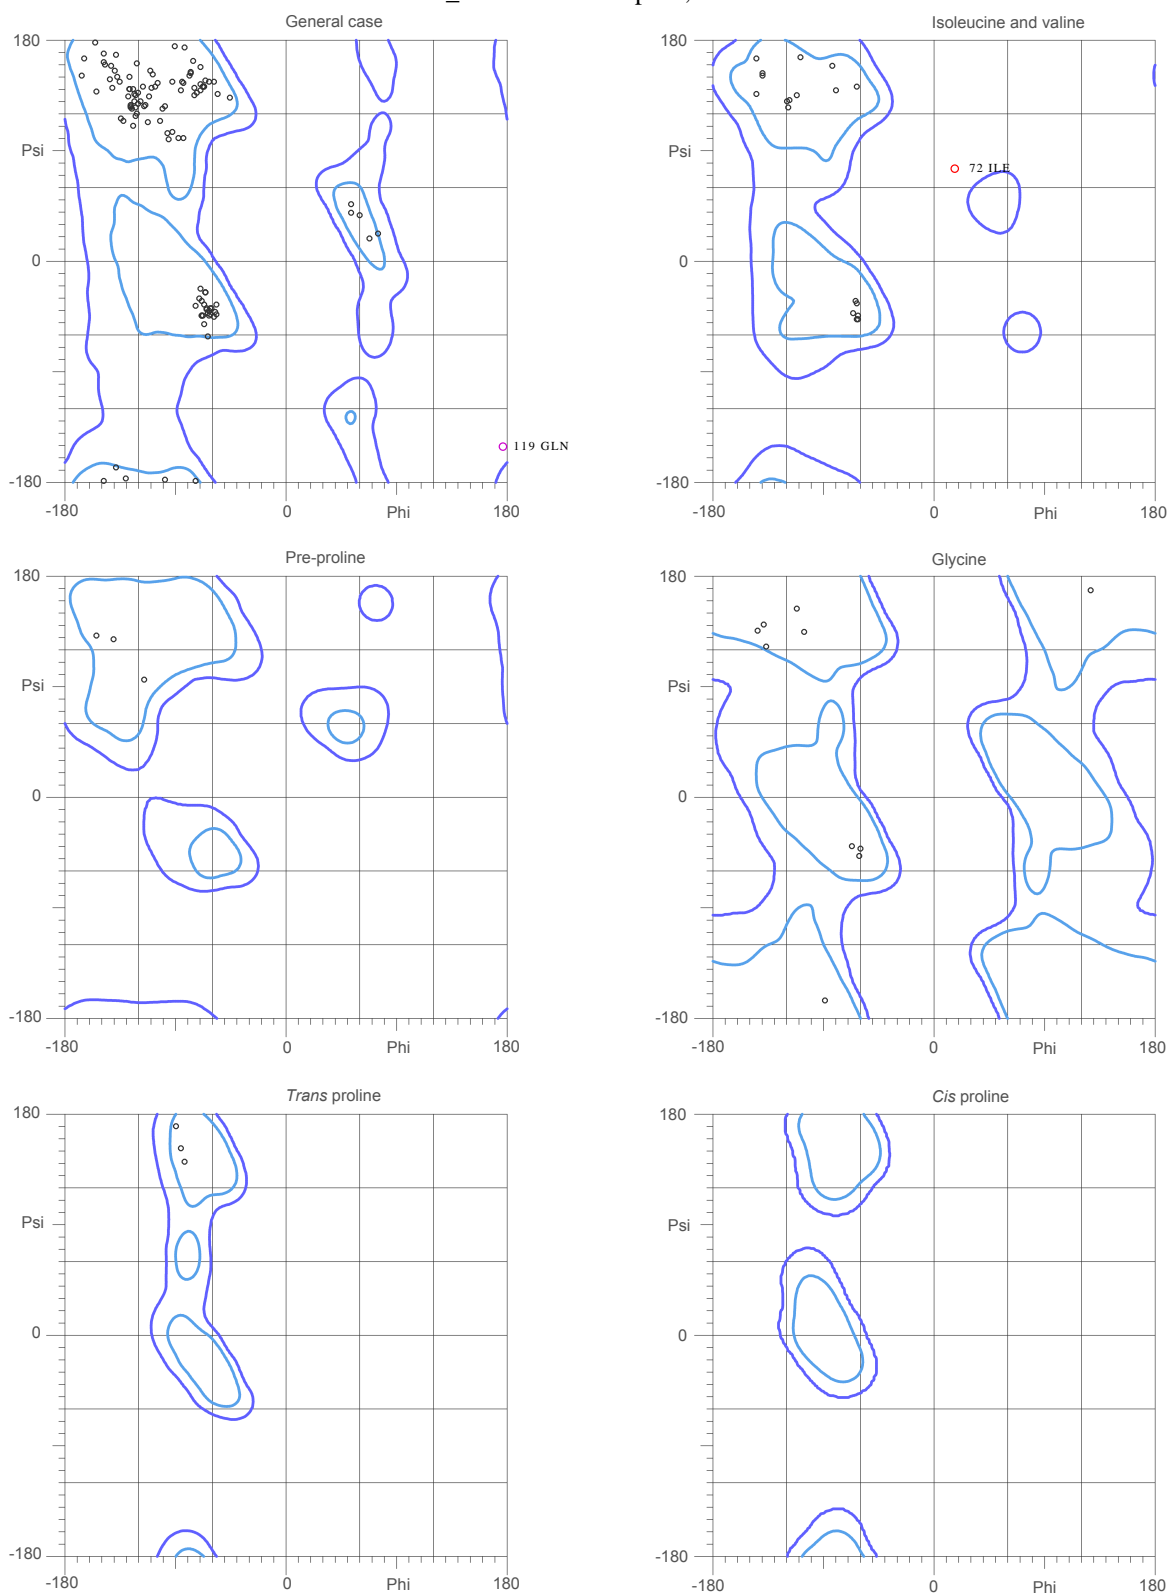 General case
Isoleucine and valine
180
180
Psi
Psi
72 ILE
0
0
119 GLN
-180
-180
-180
0
Phi
180
-180
0
Phi
180
Pre-proline
Glycine
180
180
Psi
Psi
0
0
-180
-180
-180
0
Phi
180
-180
0
Phi
180
Trans proline
Cis proline
180
180
Psi
Psi
0
0
-180
-180
-180
0
Phi
180
-180
0
Phi
180